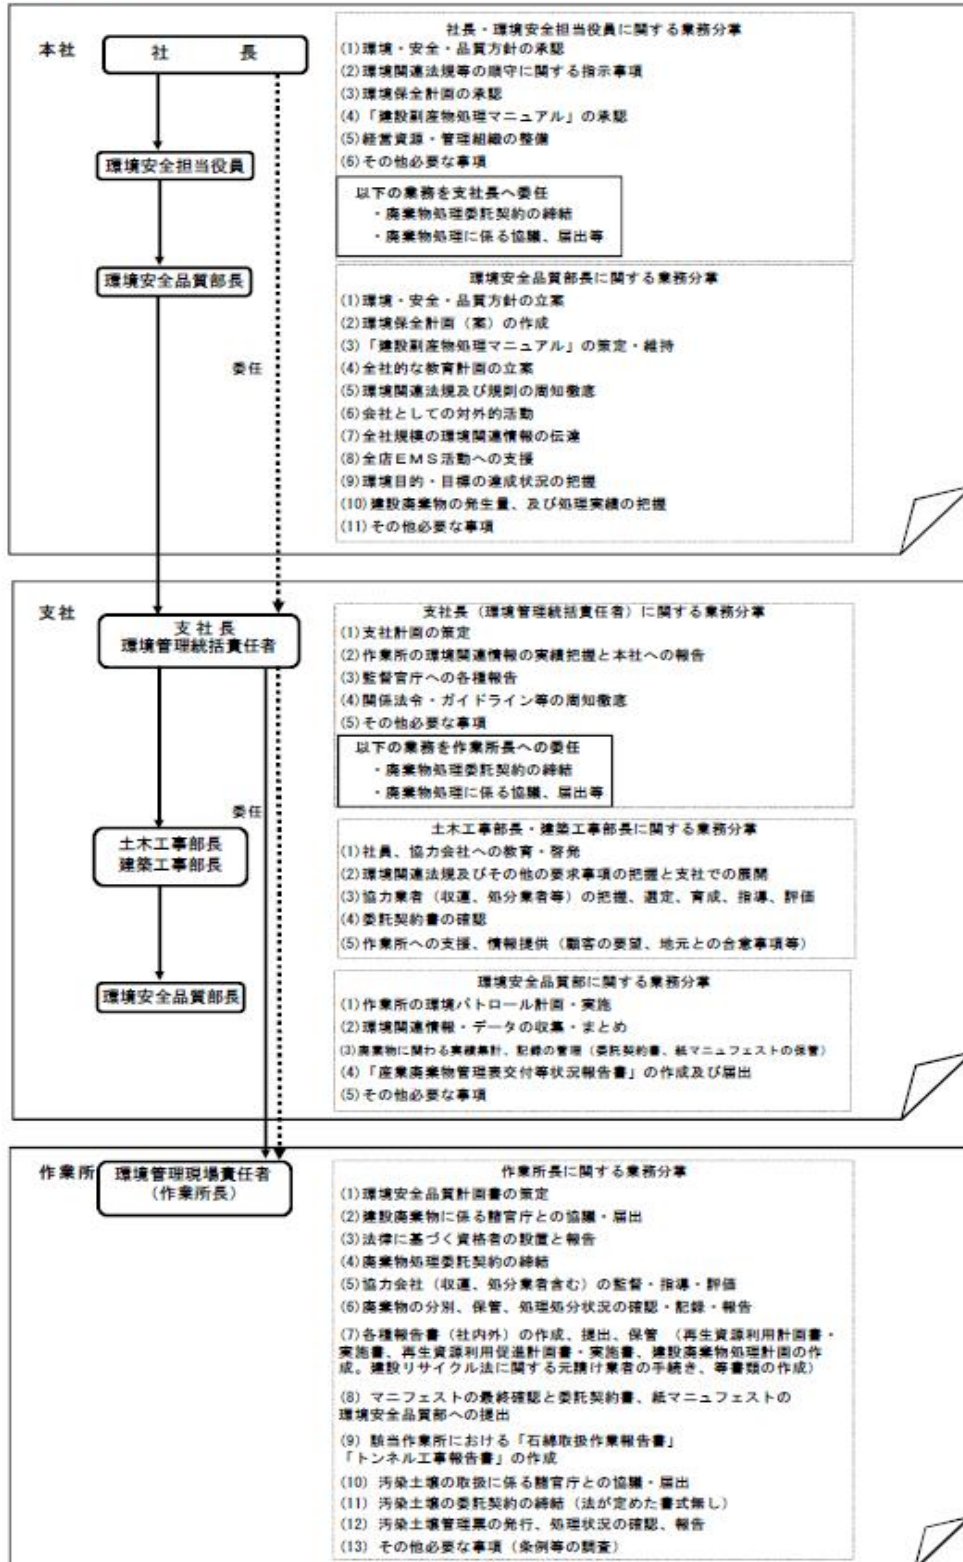 本社
社　　長
社長・環境安全担当役員に関する業務分掌
(1)環境・安全・品質方針の承認
(2)環境関連法規等の順守に関する指示事項
(3)環境保全計画の承認
(4)「建設副産物処理マニュアル」の承認
(5)経営資源・管理組織の整備
(6)その他必要な事項
環境安全担当役員
以下の業務を支社長へ委任
・廃棄物処理委託契約の締結
・廃棄物処理に係る協議、届出等
環境安全品質部長
委任
環境安全品質部長に関する業務分掌
(1)環境・安全・品質方針の立案
(2)環境保全計画（案）の作成
(3)「建設副産物処理マニュアル」の策定・維持
(4)全社的な教育計画の立案
(5)環境関連法規及び規則の周知徹底
(6)会社としての対外的活動
(7)全社規模の環境関連情報の伝達
(8)全店ＥＭＳ活動への支援
(9)環境目的・目標の達成状況の把握
(10)建設廃棄物の発生量、及び処理実績の把握
(11)その他必要な事項
支社
支社長
環境管理統括責任者
支社長（環境管理統括責任者）に関する業務分掌
(1)支社計画の策定
(2)作業所の環境関連情報の実績把握と本社への報告
(3)監督官庁への各種報告
(4)関係法令・ガイドライン等の周知徹底
(5)その他必要な事項
以下の業務を作業所長への委任
・廃棄物処理委託契約の締結
・廃棄物処理に係る協議、届出等
委任
土木工事部長
建築工事部長
土木工事部長・建築工事部長に関する業務分掌
(1)社員、協力会社への教育・啓発
(2)環境関連法規及びその他の要求事項の把握と支社での展開
(3)協力業者（収運、処分業者等）の把握、選定、育成、指導、評価
(4)委託契約書の確認
(5)作業所への支援、情報提供（顧客の要望、地元との合意事項等）
環境安全品質部長
環境安全品質部に関する業務分掌
(1)作業所の環境パトロール計画・実施
(2)環境関連情報・データの収集・まとめ
(3)廃棄物に関わる実績集計、記録の管理（委託契約書、紙マニュフェストの保管）
(4)「産業廃棄物管理表交付等状況報告書」の作成及び届出
(5)その他必要な事項
作業所
環境管理現場責任者
（作業所長）
作業所長に関する業務分掌
(1)環境安全品質計画書の策定
(2)建設廃棄物に係る諸官庁との協議・届出
(3)法律に基づく資格者の設置と報告
(4)廃棄物処理委託契約の締結
(5)協力会社（収運、処分業者含む）の監督・指導・評価
(6)廃棄物の分別、保管、処理処分状況の確認・記録・報告
(7)各種報告書（社内外）の作成、提出、保管　（再生資源利用計画書・
実施書、再生資源利用促進計画書・実施書、建設廃棄物処理計画の作
成。建設リサイクル法に関する元請け業者の手続き、等書類の作成）
(8) マニフェストの最終確認と委託契約書、紙マニュフェストの
環境安全品質部への提出
(9) 該当作業所における「石綿取扱作業報告書」
「トンネル工事報告書」の作成
(10) 汚染土壌の取扱に係る諸官庁との協議・届出
(11) 汚染土壌の委託契約の締結（法が定めた書式無し）
(12) 汚染土壌管理票の発行、処理状況の確認、報告
(13) その他必要な事項（条例等の調査）